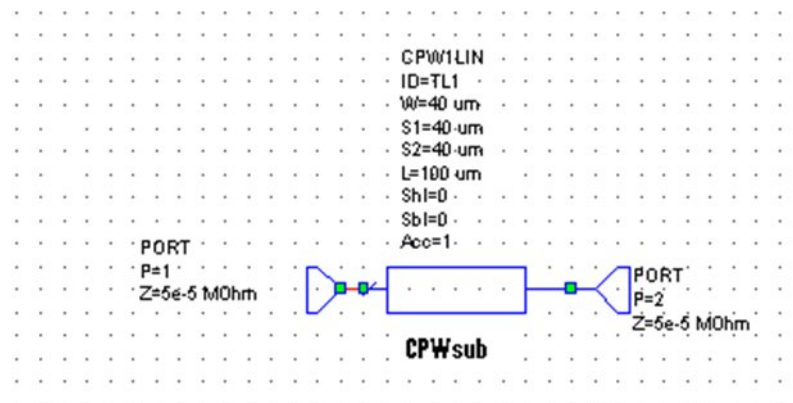 CPW1LIN
ID=TL1
W=40 um
S1=40 um
S2=40 um
L=100 um
Shl=0
Sbl=0
Acc=1
PORT
P=1
Z=5e-5 MOhm
PORT
P=2
Z=5e-5 MOhm
CPWsub